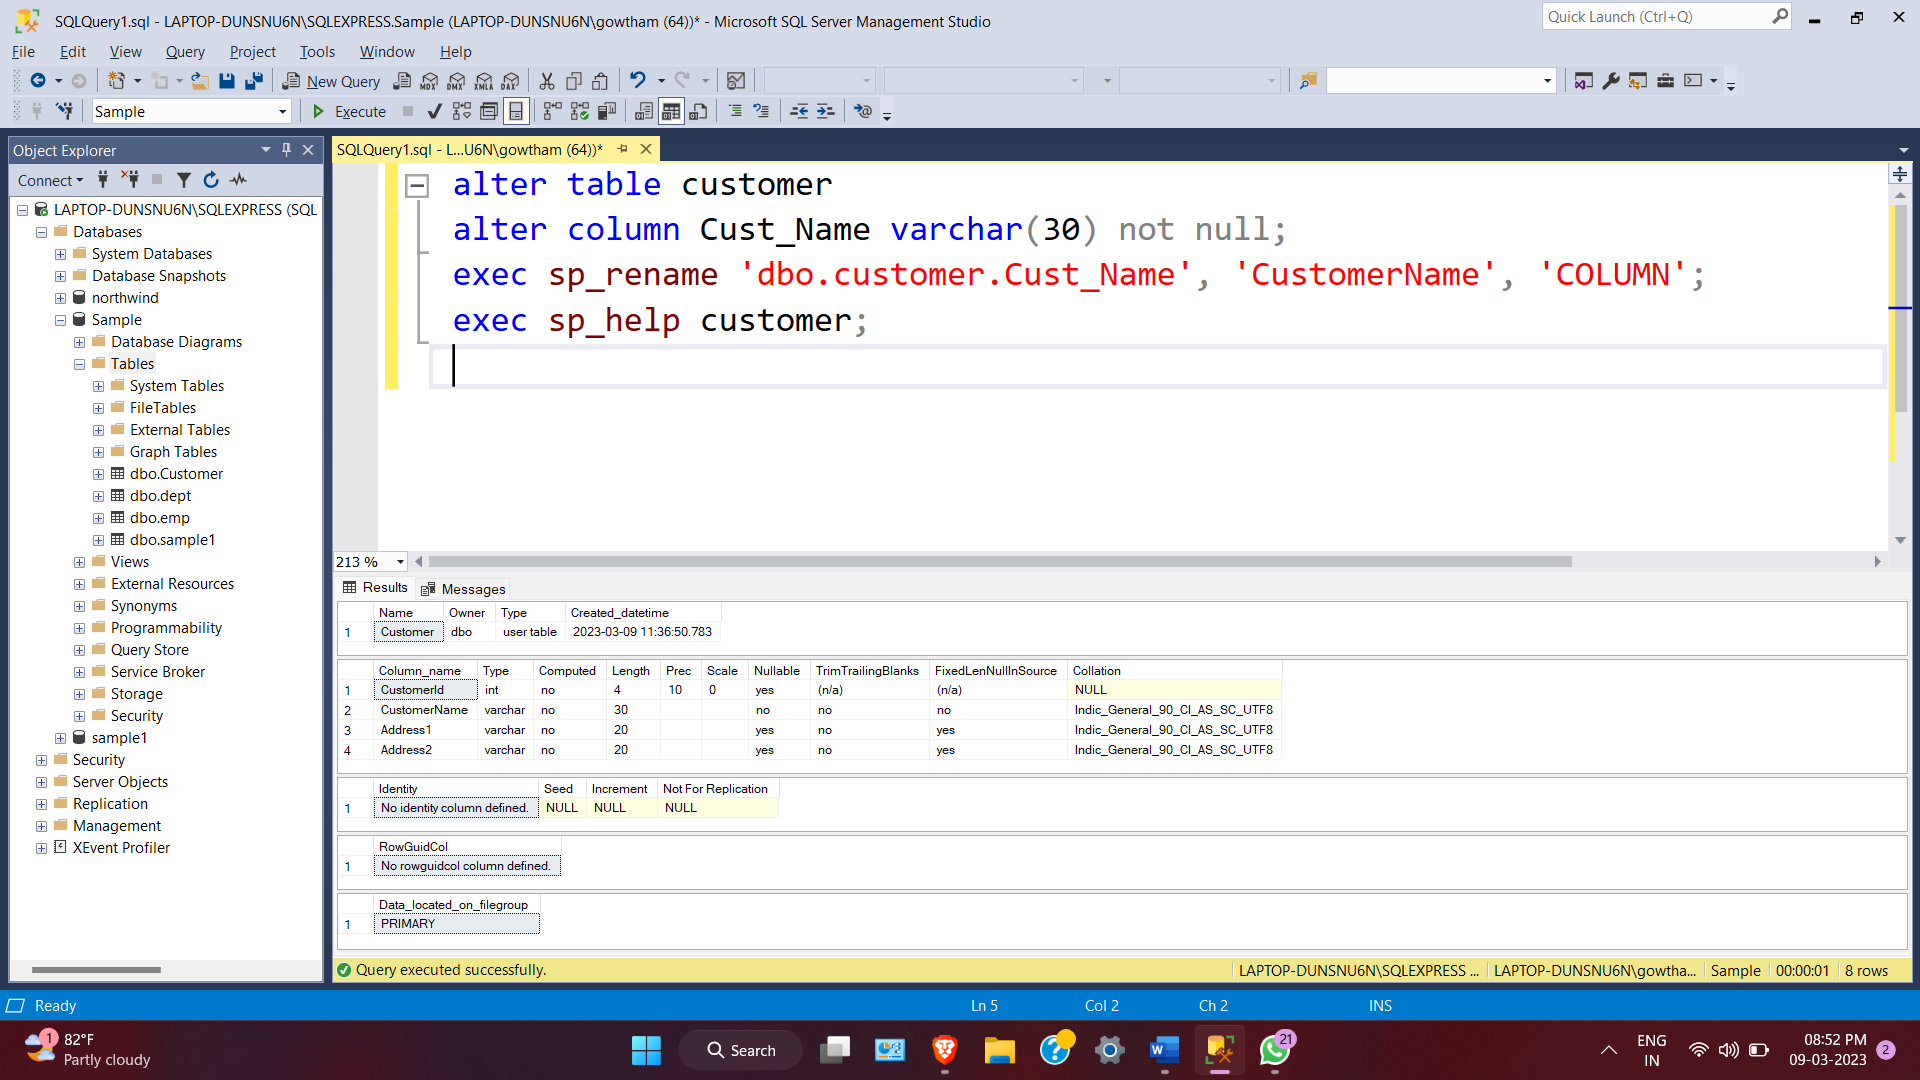 SQLQuery1.sql - LAPTOP-DUNSNU6N\SQLEXPRESS.Sample (LAPTOP-DUNSNU6N\gowtham (64))* - Microsoft SQL Server Management Studio
Quick Launch (Ctrl+Q)
File Edit View Query Project Tools Window Help
New Query MDX DMX XMLA DAX
Sample Execute
Object Explorer
Connect
LAPTOP-DUNSNU6N\SQLEXPRESS (SQL
Databases
System Databases
Database Snapshots
northwind
Sample
Database Diagrams
Tables
System Tables
FileTables
External Tables
Graph Tables
dbo.Customer
dbo.dept
dbo.emp
dbo.sample1
Views
External Resources
Synonyms
Programmability
Query Store
Service Broker
Storage
Security
sample1
Security
Server Objects
Replication
Management
XEvent Profiler
SQLQuery1.sql - L...U6N\gowtham (64))*
alter table customer
alter column Cust_Name varchar(30) not null;
exec sp_rename 'dbo.customer.Cust_Name', 'CustomerName', 'COLUMN';
exec sp_help customer;
213 %
Results Messages
Name Owner Type Created_datetime
1 Customer dbo user table 2023-03-09 11:36:50.783
Column_name Type Computed Length Prec Scale Nullable TrimTrailingBlanks FixedLenNullInSource Collation
1 CustomerId int no 4 10 0 yes (n/a) (n/a) NULL
2 CustomerName varchar no 30 no no no Indic_General_90_CI_AS_SC_UTF8
3 Address1 varchar no 20 yes no yes Indic_General_90_CI_AS_SC_UTF8
4 Address2 varchar no 20 yes no yes Indic_General_90_CI_AS_SC_UTF8
Identity Seed Increment Not For Replication
1 No identity column defined. NULL NULL NULL
RowGuidCol
1 No rowguidcol column defined.
Data_located_on_filegroup
1 PRIMARY
Query executed successfully. LAPTOP-DUNSNU6N\SQLEXPRESS ... LAPTOP-DUNSNU6N\gowtha... Sample 00:00:01 8 rows
Ready Ln 5 Col 2 Ch 2 INS
1 82°F
Partly cloudy
Search
21
ENG
IN
08:52 PM
09-03-2023
2